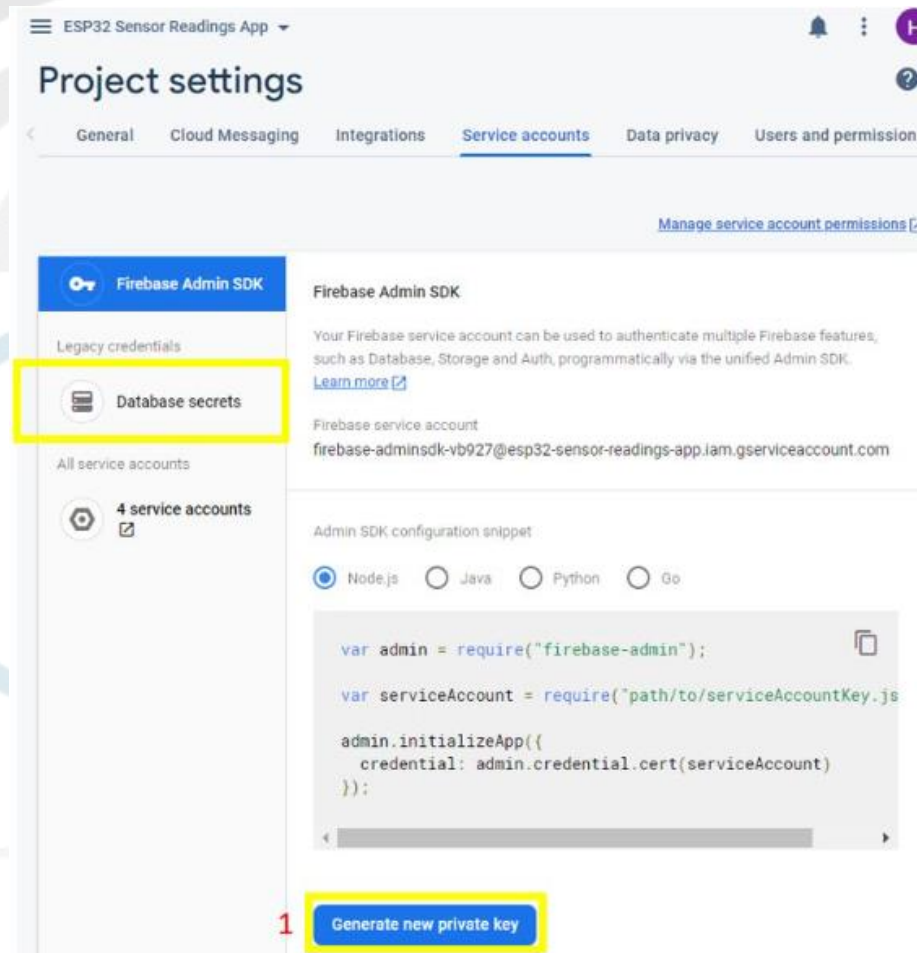 ESP32 Sensor Readings App
H
Project settings
General Cloud Messaging Integrations Service accounts Data privacy Users and permission
Manage service account permissions
Firebase Admin SDK
Legacy credentials
Database secrets
All service accounts
4 service accounts
Firebase Admin SDK
Your Firebase service account can be used to authenticate multiple Firebase features,
such as Database, Storage and Auth, programmatically via the unified Admin SDK.
Learn more
Firebase service account
firebase-adminsdk-vb927@esp32-sensor-readings-app.iam.gserviceaccount.com
Admin SDK configuration snippet
Node.js Java Python Go
var admin = require("firebase-admin");
var serviceAccount = require("path/to/serviceAccountKey.js
admin.initializeApp({
credential: admin.credential.cert(serviceAccount)
});
1 Generate new private key